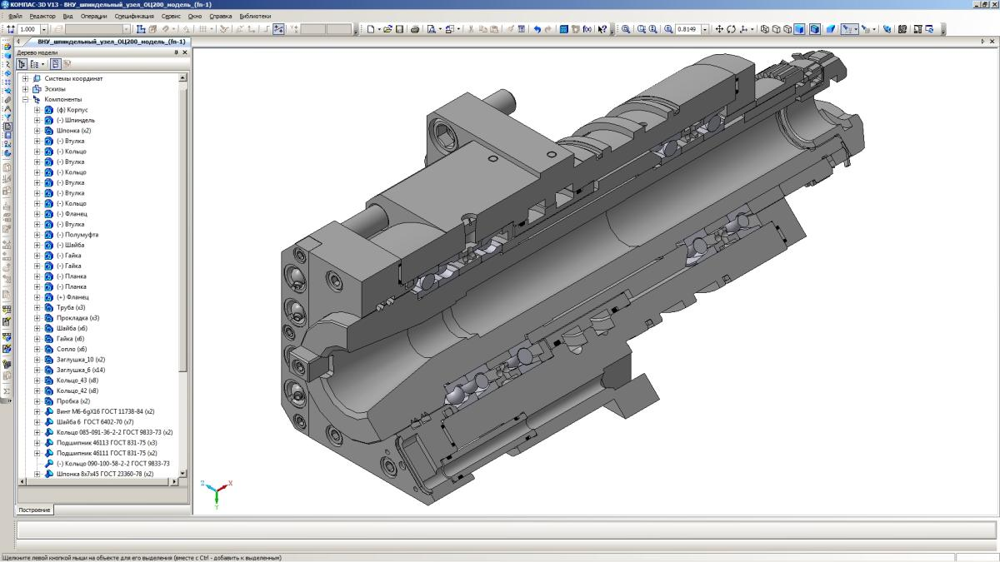 КОМПАС-3D V13 - ВНУ_шпиндельный_узел_ОЦ200_модель_(fn-1)
Файл Редактор Вид Операции Спецификация Сервис Окно Справка Библиотеки
1.000
f(x)
0.8149
ВНУ_шпиндельный_узел_ОЦ200_модель_(fn-1)
Дерево модели
Системы координат
Эскизы
Компоненты
(ф) Корпус
(-) Шпиндель
Шпонка (x2)
(-) Втулка
(-) Кольцо
(-) Втулка
(-) Кольцо
(-) Втулка
(-) Втулка
(-) Кольцо
(-) Фланец
(-) Втулка
(-) Полумуфта
(-) Шайба
(-) Гайка
(-) Гайка
(-) Планка
(-) Планка
(+) Фланец
Труба (x3)
Прокладка (x3)
Шайба (x6)
Гайка (x6)
Сопло (x6)
Заглушка_10 (x2)
Заглушка_6 (x14)
Кольцо_43 (x8)
Кольцо_42 (x8)
Пробка (x2)
Винт М6-6gX16 ГОСТ 11738-84 (x2)
Шайба 6 ГОСТ 6402-70 (x7)
Кольцо 085-091-36-2-2 ГОСТ 9833-73 (x2)
Подшипник 46113 ГОСТ 831-75 (x3)
Подшипник 46111 ГОСТ 831-75 (x2)
(-) Кольцо 090-100-58-2-2 ГОСТ 9833-73
Шпонка 8x7x45 ГОСТ 23360-78 (x2)
Z X
Y
Построение
Щелкните левой кнопкой мыши на объекте для его выделения (вместе с Ctrl - добавить к выделенным)